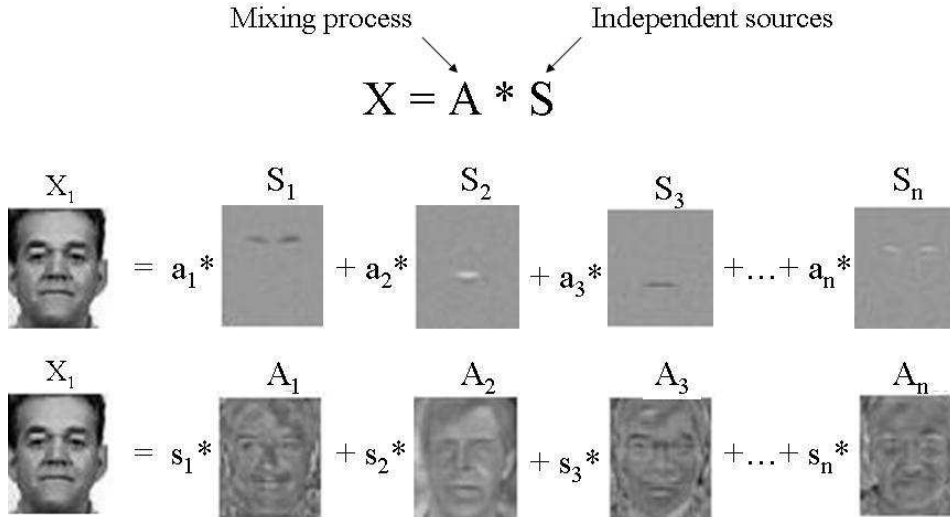 Mixing process Independent sources
X = A * S
X₁ S₁ S₂ S₃ Sₙ
= a₁* + a₂* + a₃* +…+ aₙ*
X₁ A₁ A₂ A₃ Aₙ
= s₁* + s₂* + s₃* +…+ sₙ*